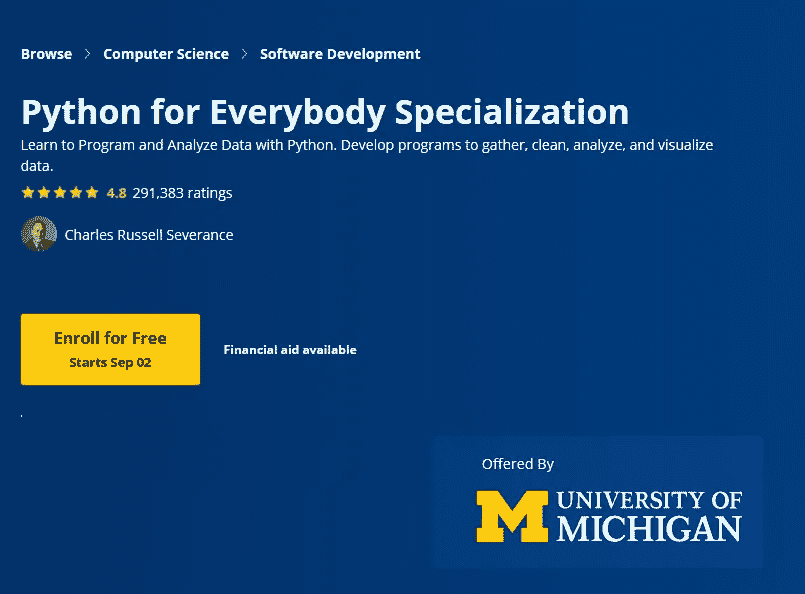 Browse > Computer Science > Software Development
Python for Everybody Specialization
Learn to Program and Analyze Data with Python. Develop programs to gather, clean, analyze, and visualize
data.
4.8 291,383 ratings
Charles Russell Severance
Enroll for Free
Starts Sep 02
Financial aid available
.
Offered By
M UNIVERSITY OF
MICHIGAN